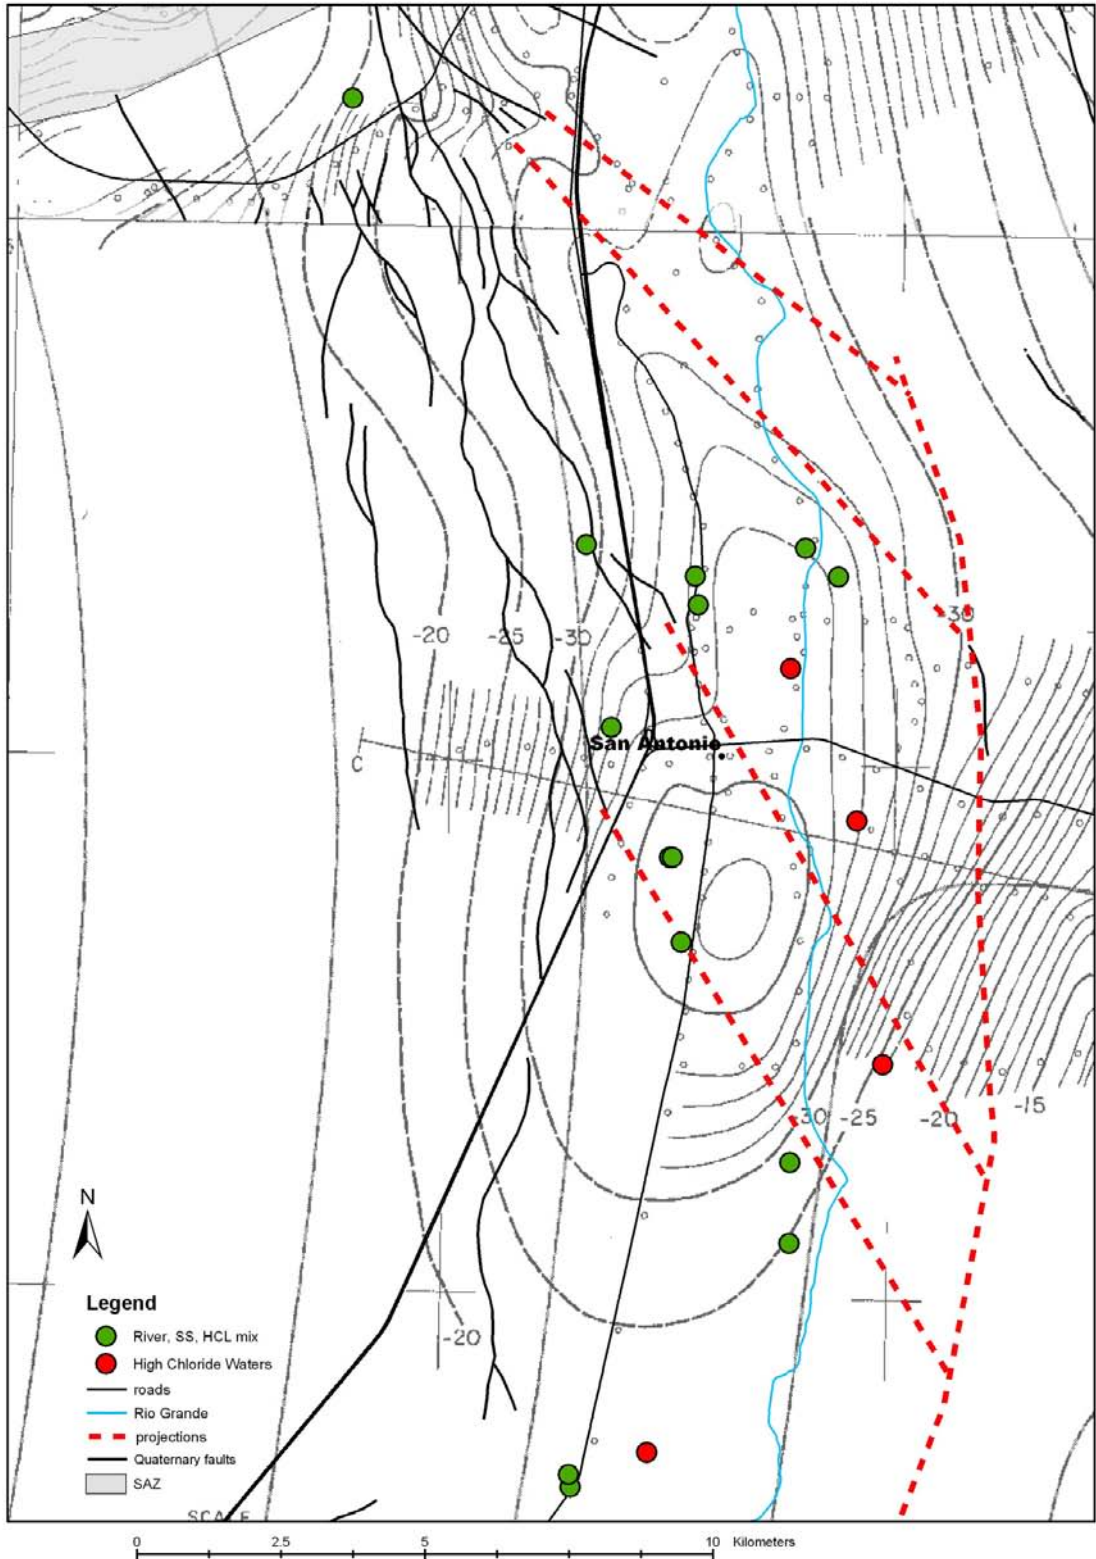 -30
-20 -25 -30
San Antonio
C
-30 -25 -20 -15
N
Legend
River, SS, HCL mix
High Chloride Waters
roads
Rio Grande
projections
Quaternary faults
SAZ
-20
SCALE
0 2.5 5 10 Kilometers